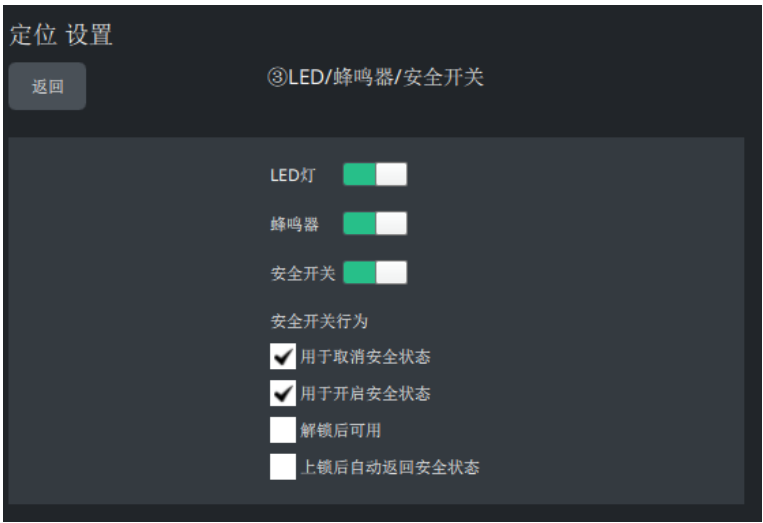 定位 设置
返回
③LED/蜂鸣器/安全开关
LED灯
蜂鸣器
安全开关
安全开关行为
用于取消安全状态
用于开启安全状态
解锁后可用
上锁后自动返回安全状态